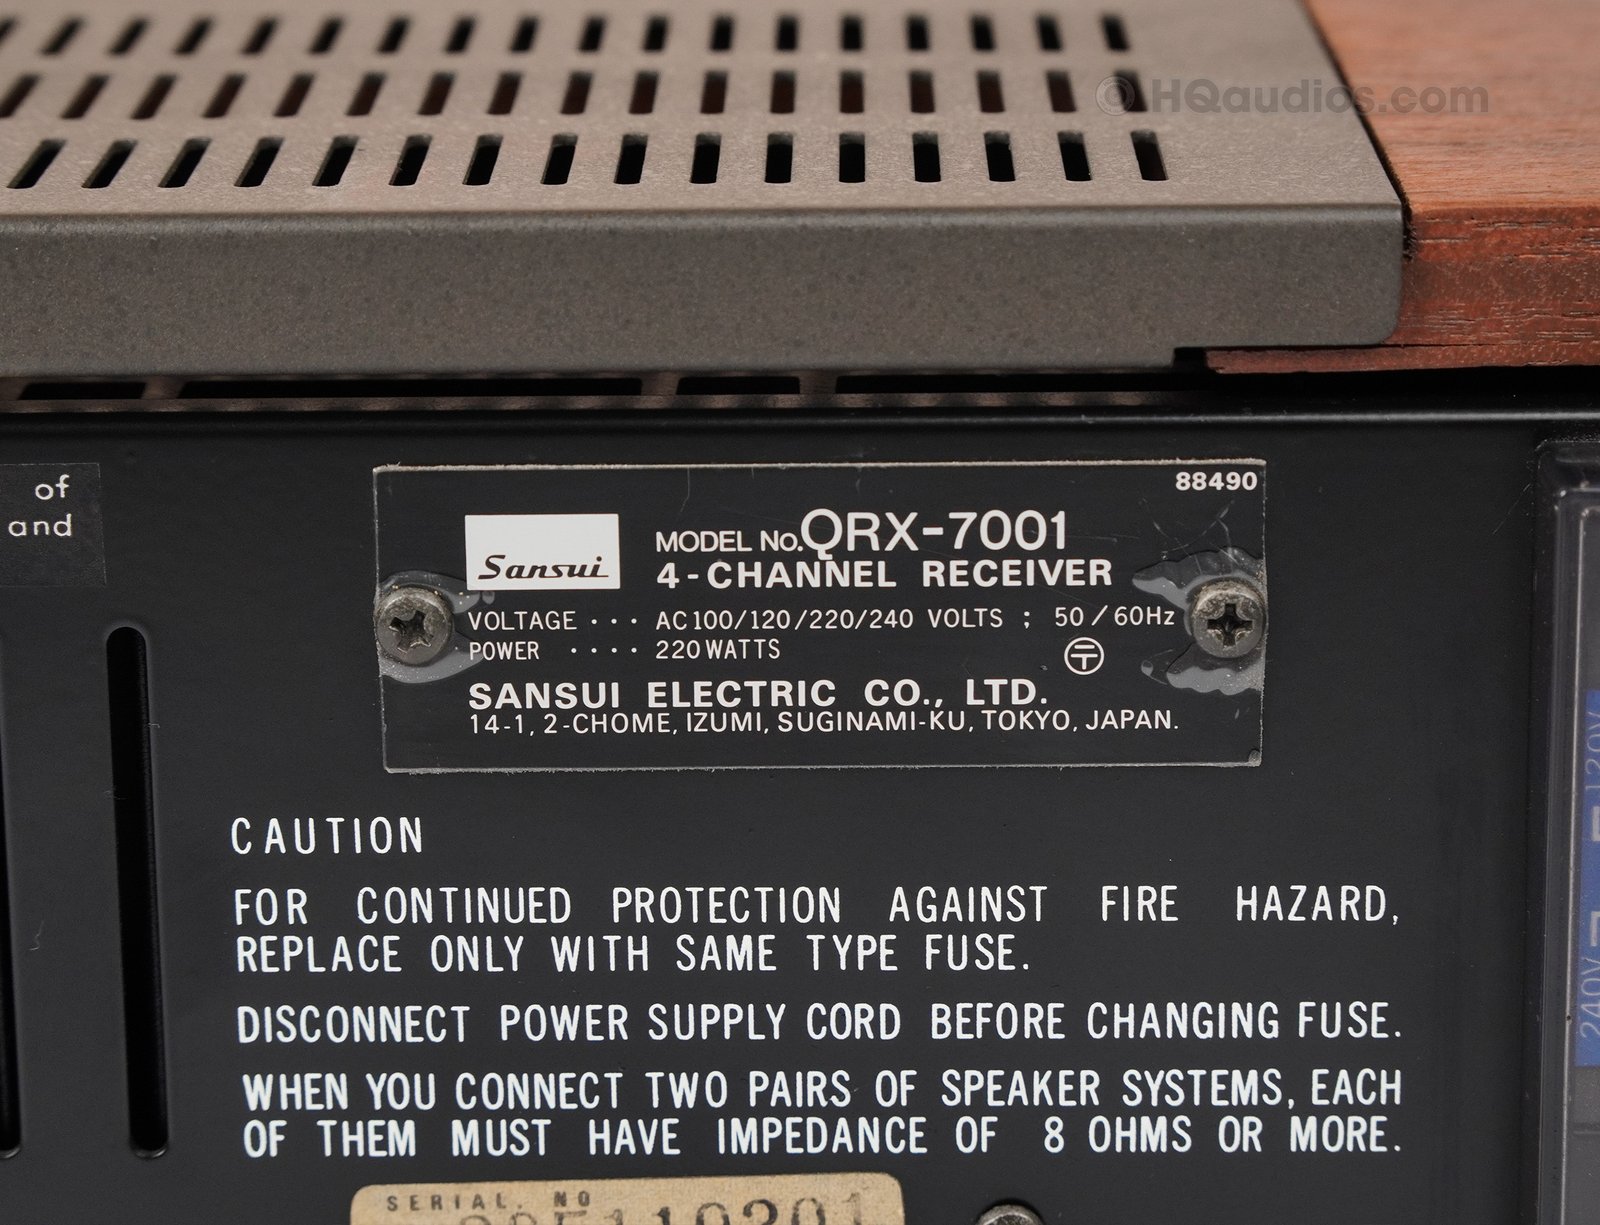 HQaudios.com
of
and
88490
Sansui
MODEL No. QRX-7001
4-CHANNEL RECEIVER
VOLTAGE ··· AC100/120/220/240 VOLTS ; 50/60Hz
POWER ···· 220WATTS
SANSUI ELECTRIC CO., LTD.
14-1, 2-CHOME, IZUMI, SUGINAMI-KU, TOKYO, JAPAN.
120V
240V
CAUTION
FOR CONTINUED PROTECTION AGAINST FIRE HAZARD,
REPLACE ONLY WITH SAME TYPE FUSE.
DISCONNECT POWER SUPPLY CORD BEFORE CHANGING FUSE.
WHEN YOU CONNECT TWO PAIRS OF SPEAKER SYSTEMS, EACH
OF THEM MUST HAVE IMPEDANCE OF 8 OHMS OR MORE.
SERIAL. NO